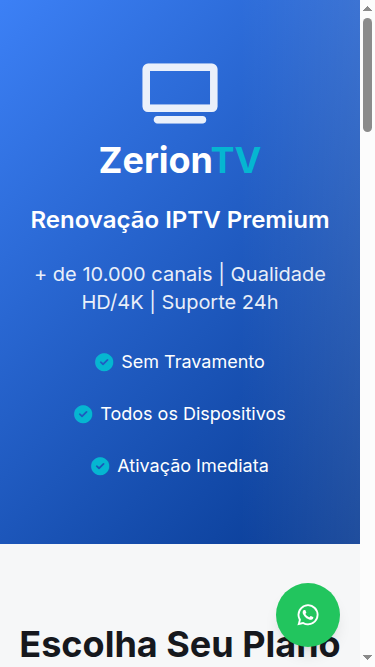 ZerionTV
Renovação IPTV Premium
+ de 10.000 canais | Qualidade
HD/4K | Suporte 24h
Sem Travamento
Todos os Dispositivos
Ativação Imediata
Escolha Seu Plano